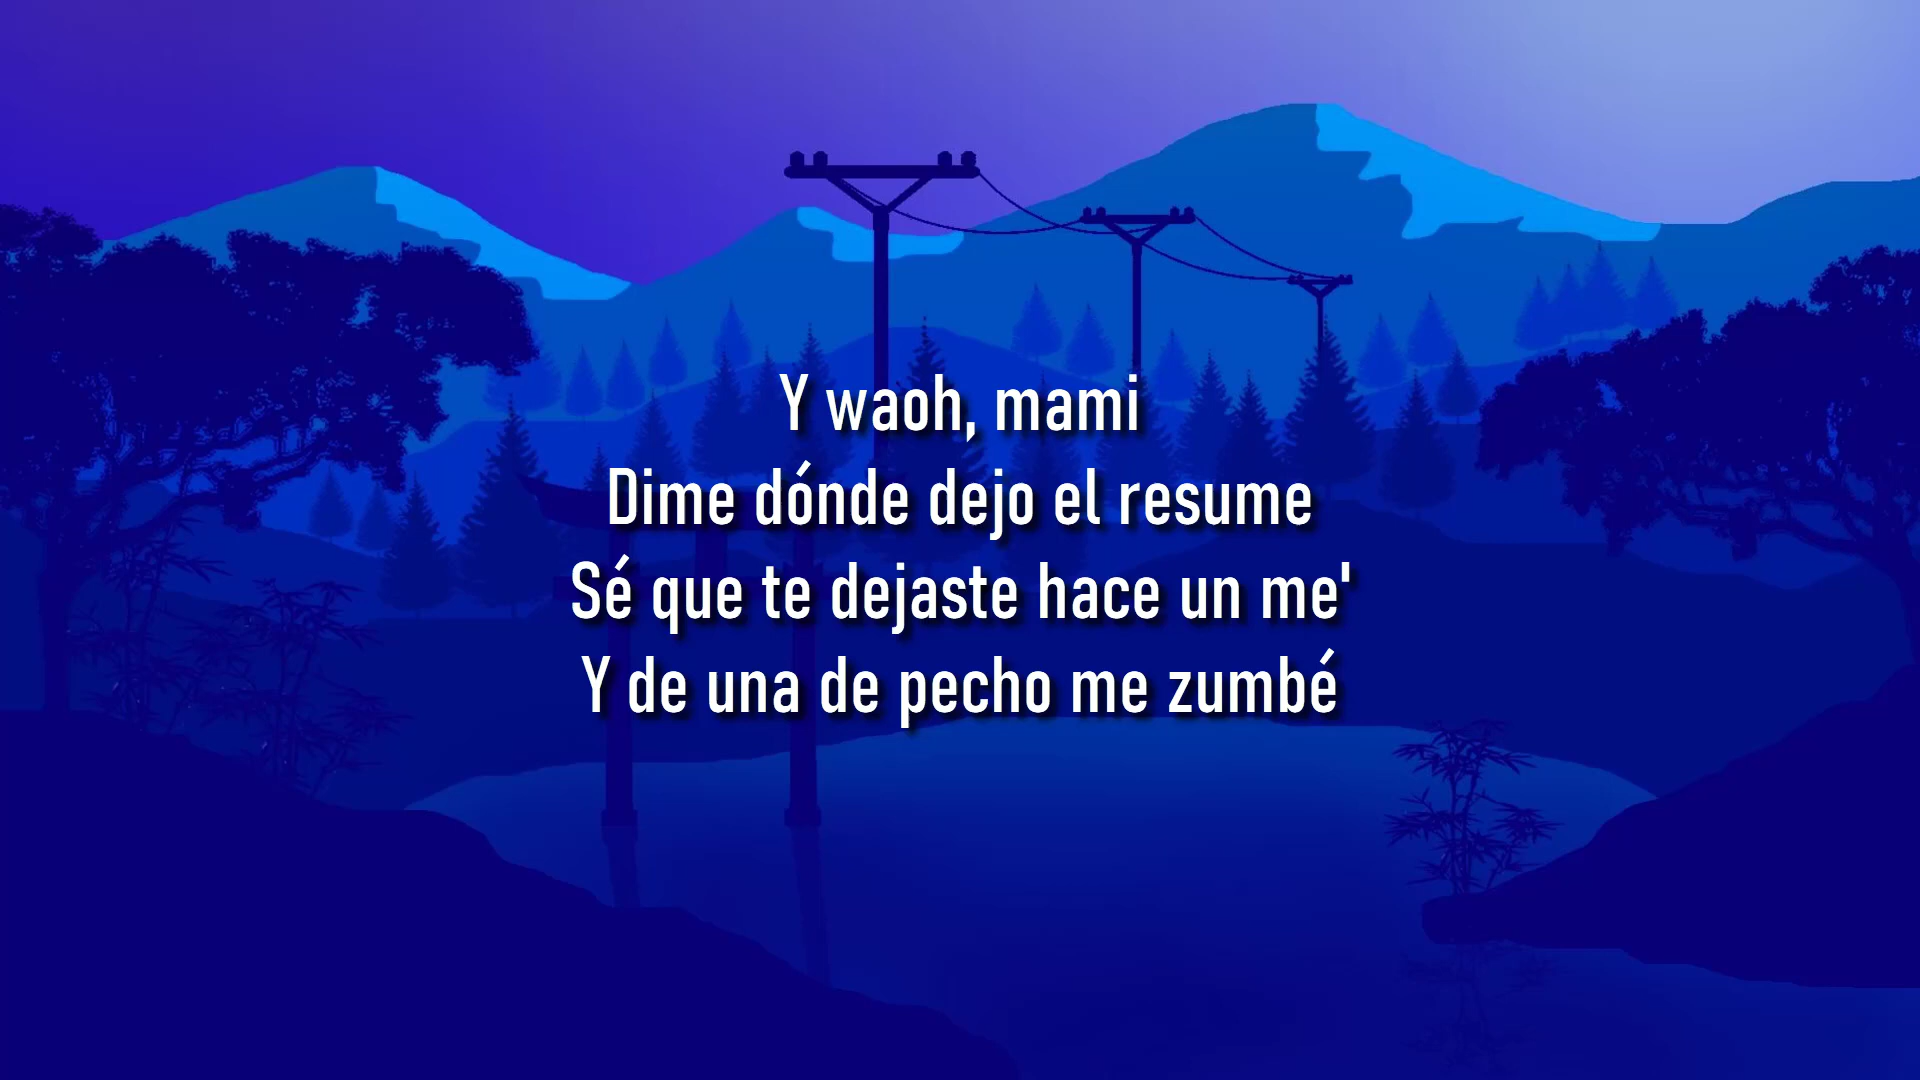 Y waoh, mami
Dime dónde dejo el resume
Sé que te dejaste hace un me'
Y de una de pecho me zumbé